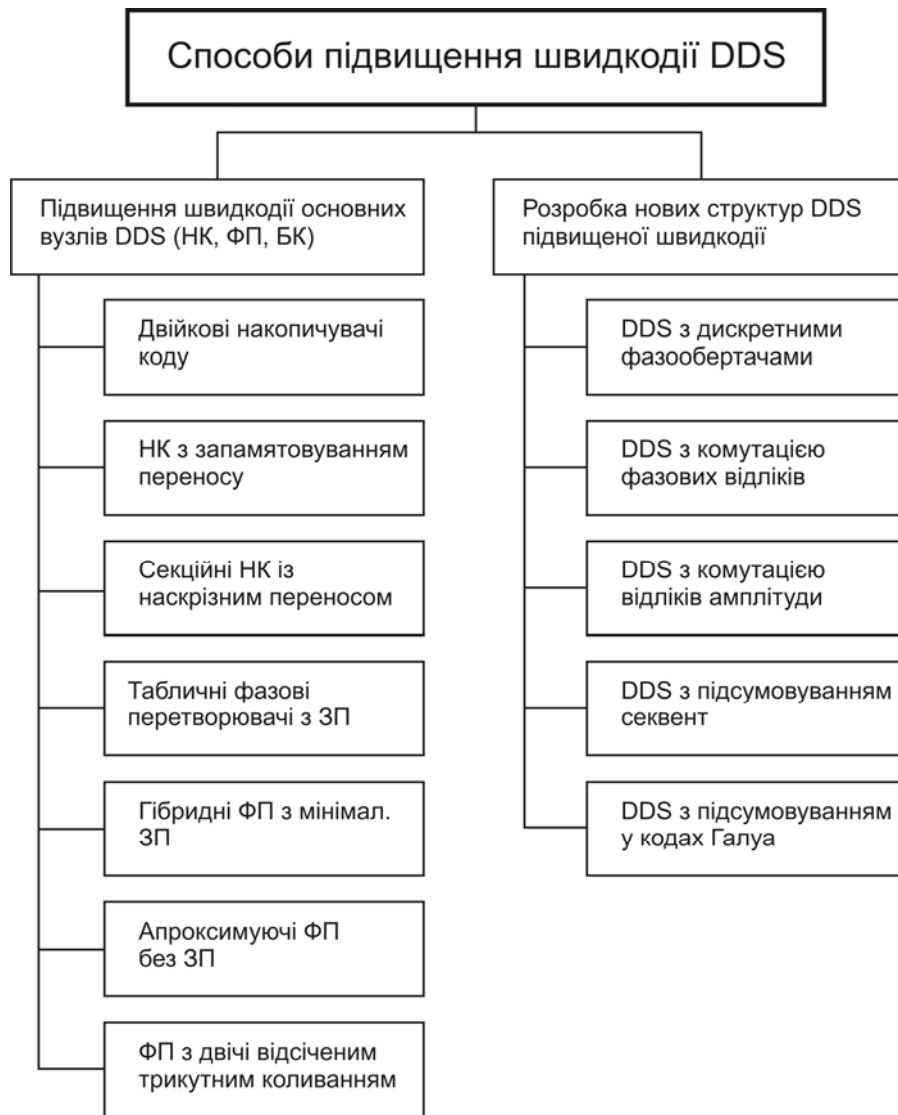 Способи підвищення швидкодії DDS
Підвищення швидкодії основних
вузлів DDS (НК, ФП, БК)
Двійкові накопичувачі
коду
НК з запамятовуванням
переносу
Секційні НК із
наскрізним переносом
Табличні фазові
перетворювачі з ЗП
Гібридні ФП з мінімал.
ЗП
Апроксимуючі ФП
без ЗП
ФП з двічі відсіченим
трикутним коливанням
Розробка нових структур DDS
підвищеної швидкодії
DDS з дискретними
фазообертачами
DDS з комутацією
фазових відліків
DDS з комутацією
відліків амплітуди
DDS з підсумовуванням
секвент
DDS з підсумовуванням
у кодах Галуа